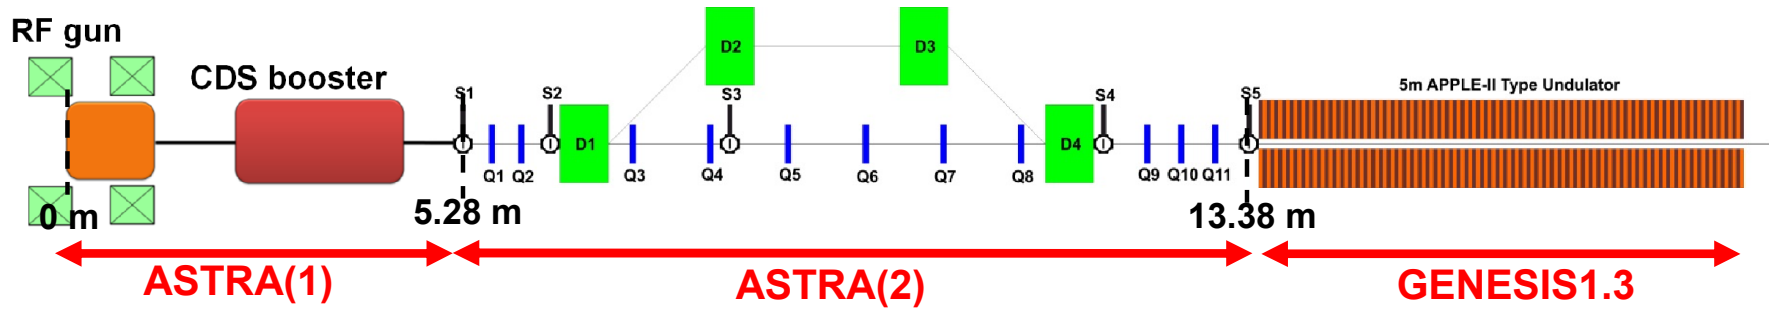 RF gun
CDS booster
D2
D3
5m APPLE-II Type Undulator
S1
S2
S3
S4
S5
D1
D4
Q1
Q2
Q3
Q4
Q5
Q6
Q7
Q8
Q9
Q10
Q11
0 m
5.28 m
13.38 m
ASTRA(1)
ASTRA(2)
GENESIS1.3